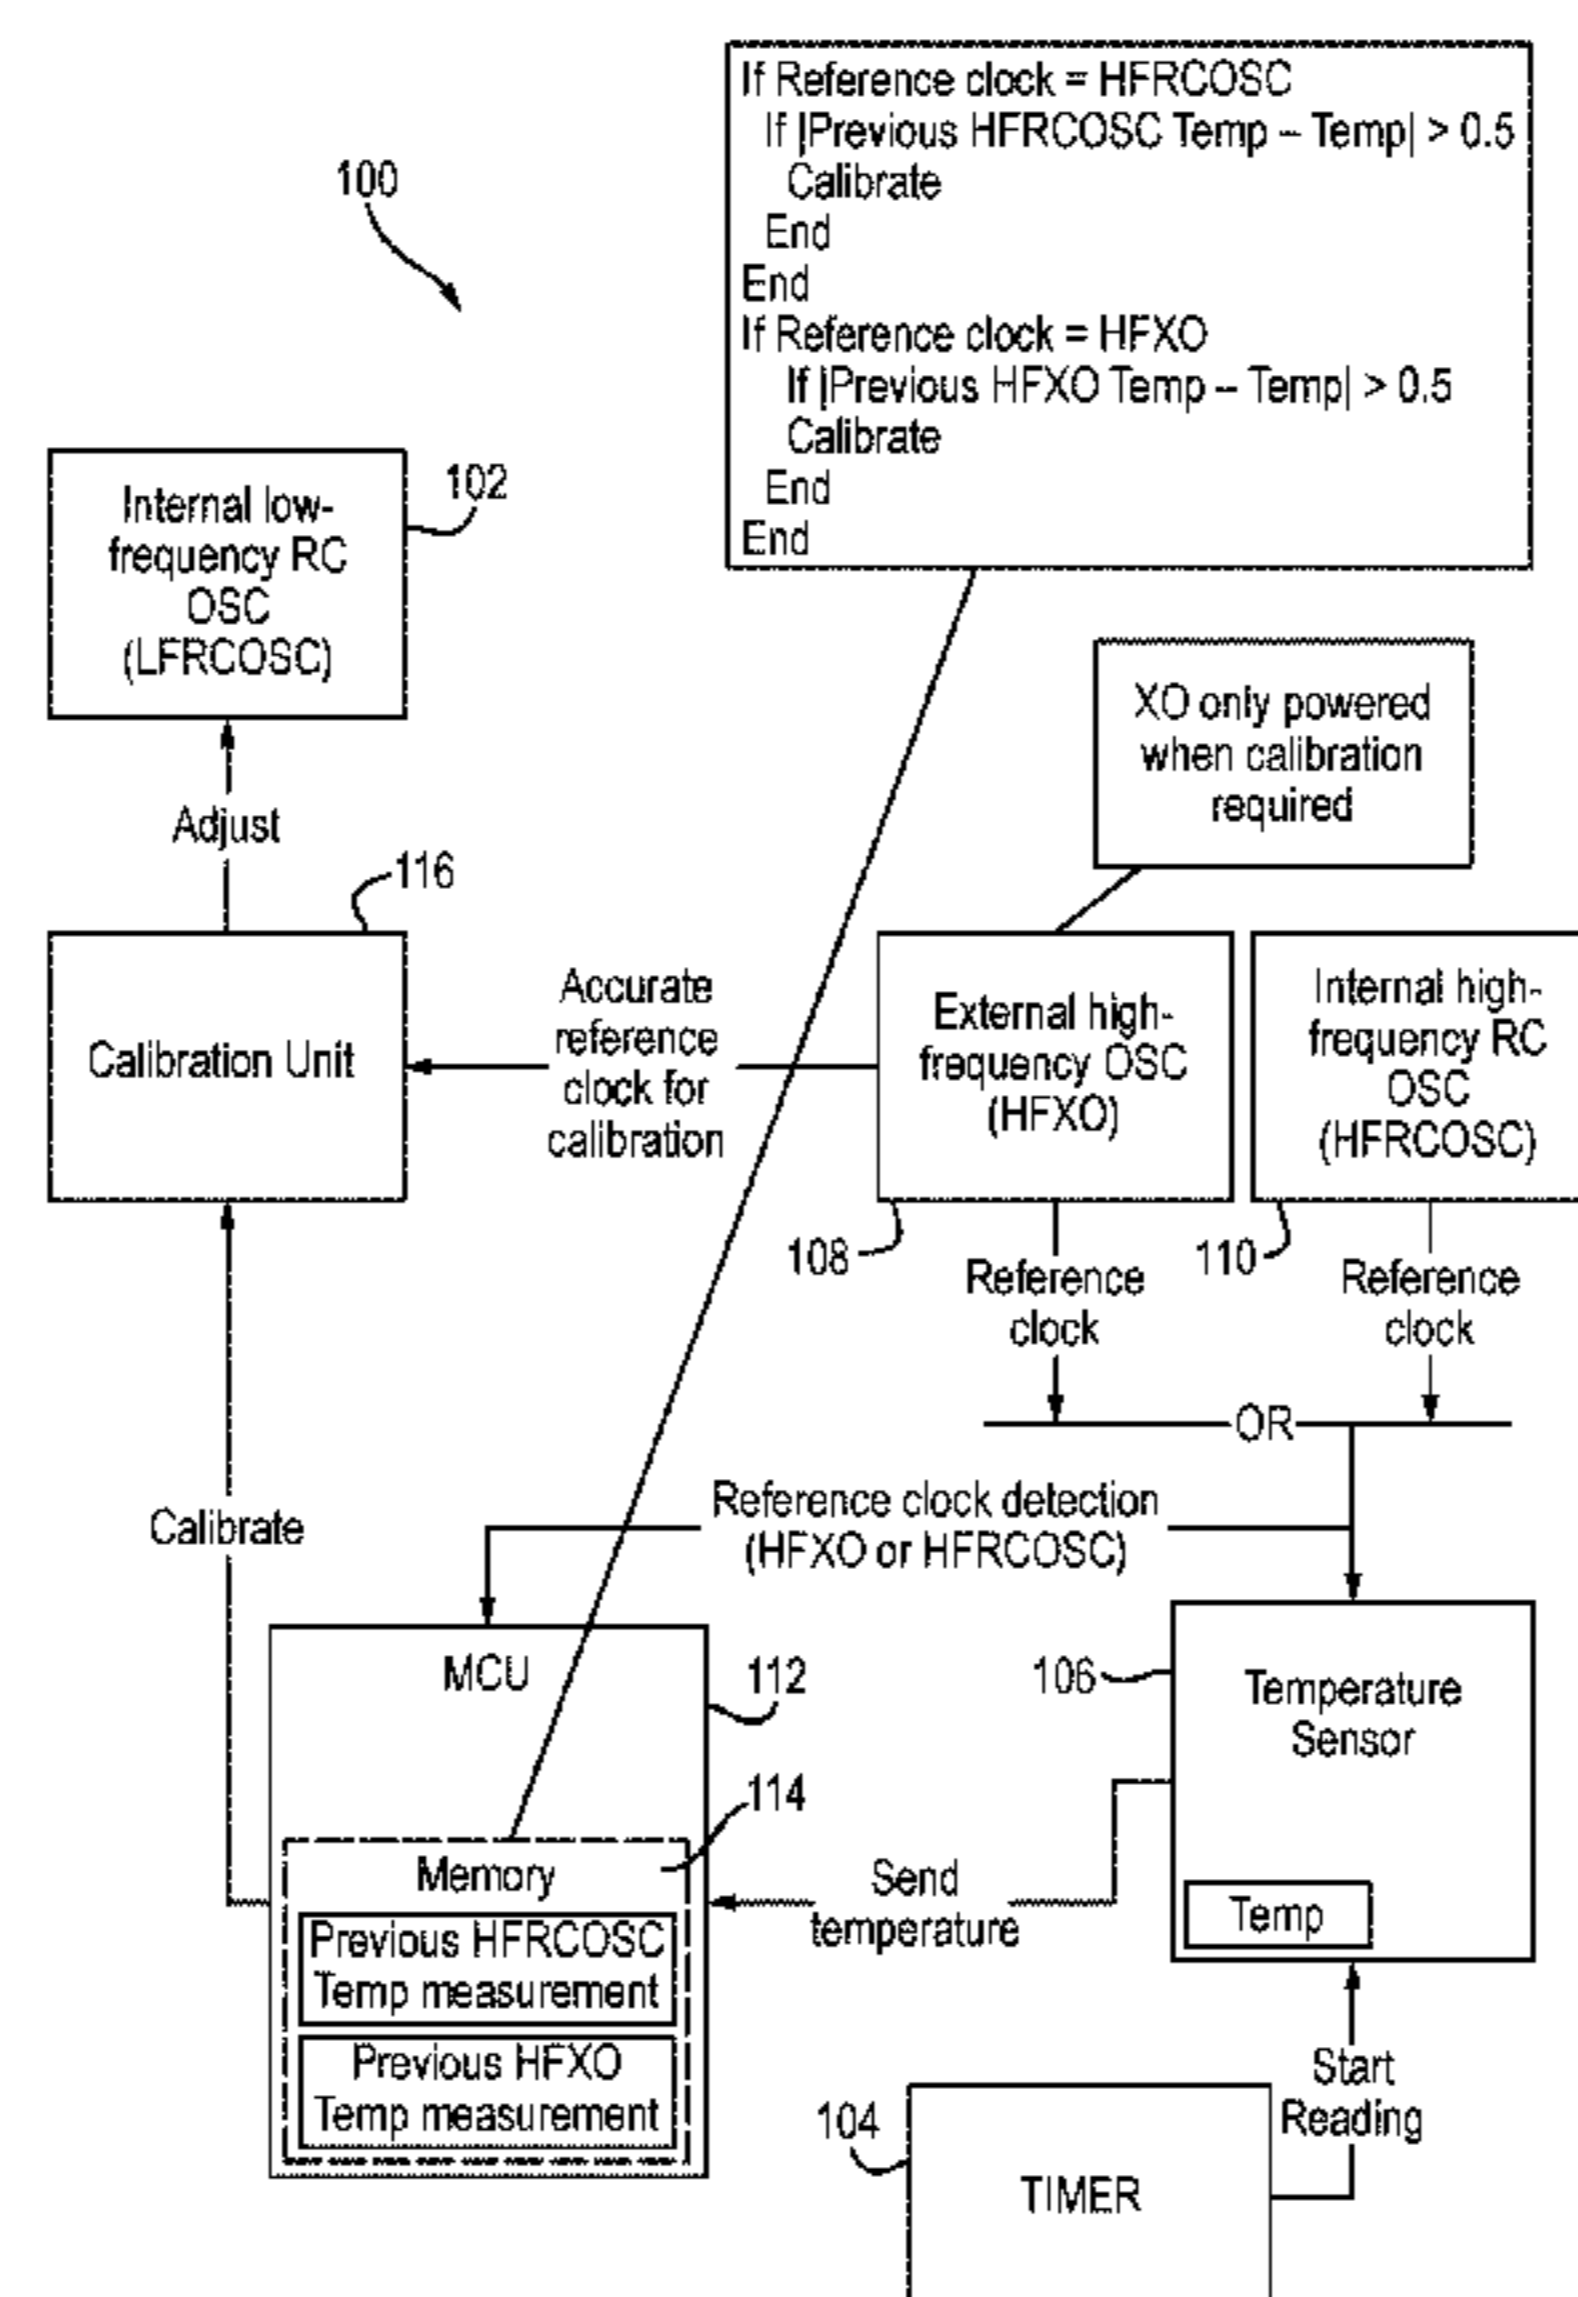 If Reference clock = HFRCOSC
If |Previous HFRCOSC Temp – Temp| > 0.5
Calibrate
End
End
If Reference clock = HFXO
If |Previous HFXO Temp – Temp| > 0.5
Calibrate
End
End
100
Internal low-
frequency RC
OSC
(LFRCOSC)
102
XO only powered
when calibration
required
Adjust
116
Calibration Unit
Accurate
reference
clock for
calibration
External high-
frequency OSC
(HFXO)
Internal high-
frequency RC
OSC
(HFRCOSC)
108
110
Reference
clock
Reference
clock
OR
Calibrate
Reference clock detection
(HFXO or HFRCOSC)
MCU
112
106
Temperature
Sensor
114
Memory
Previous HFRCOSC
Temp measurement
Previous HFXO
Temp measurement
Send
temperature
Temp
Start
Reading
104
TIMER